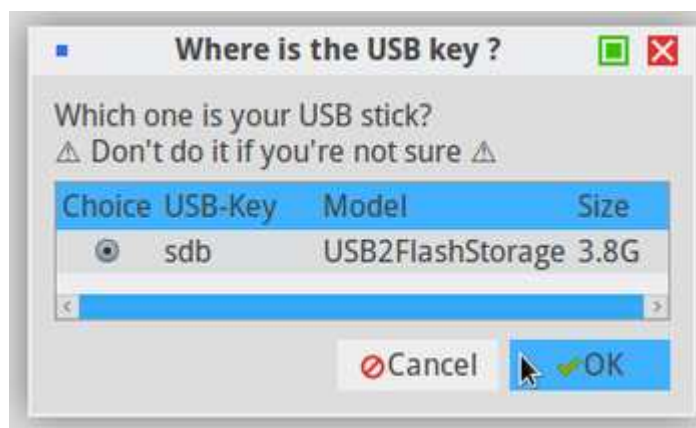 Where is the USB key ?
Which one is your USB stick?
⚠ Don't do it if you're not sure ⚠
Choice USB-Key Model Size
sdb USB2FlashStorage 3.8G
Cancel OK